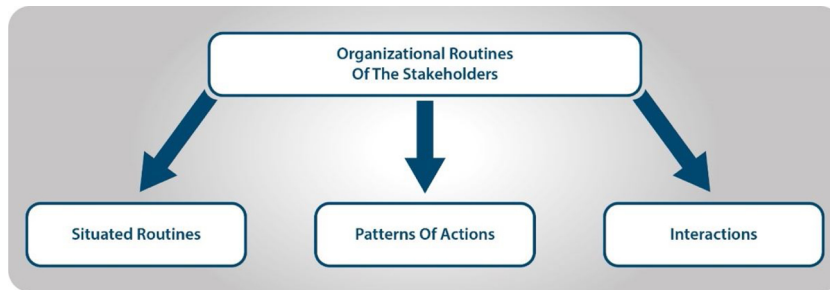 Organizational Routines
Of The Stakeholders
Situated Routines
Patterns Of Actions
Interactions